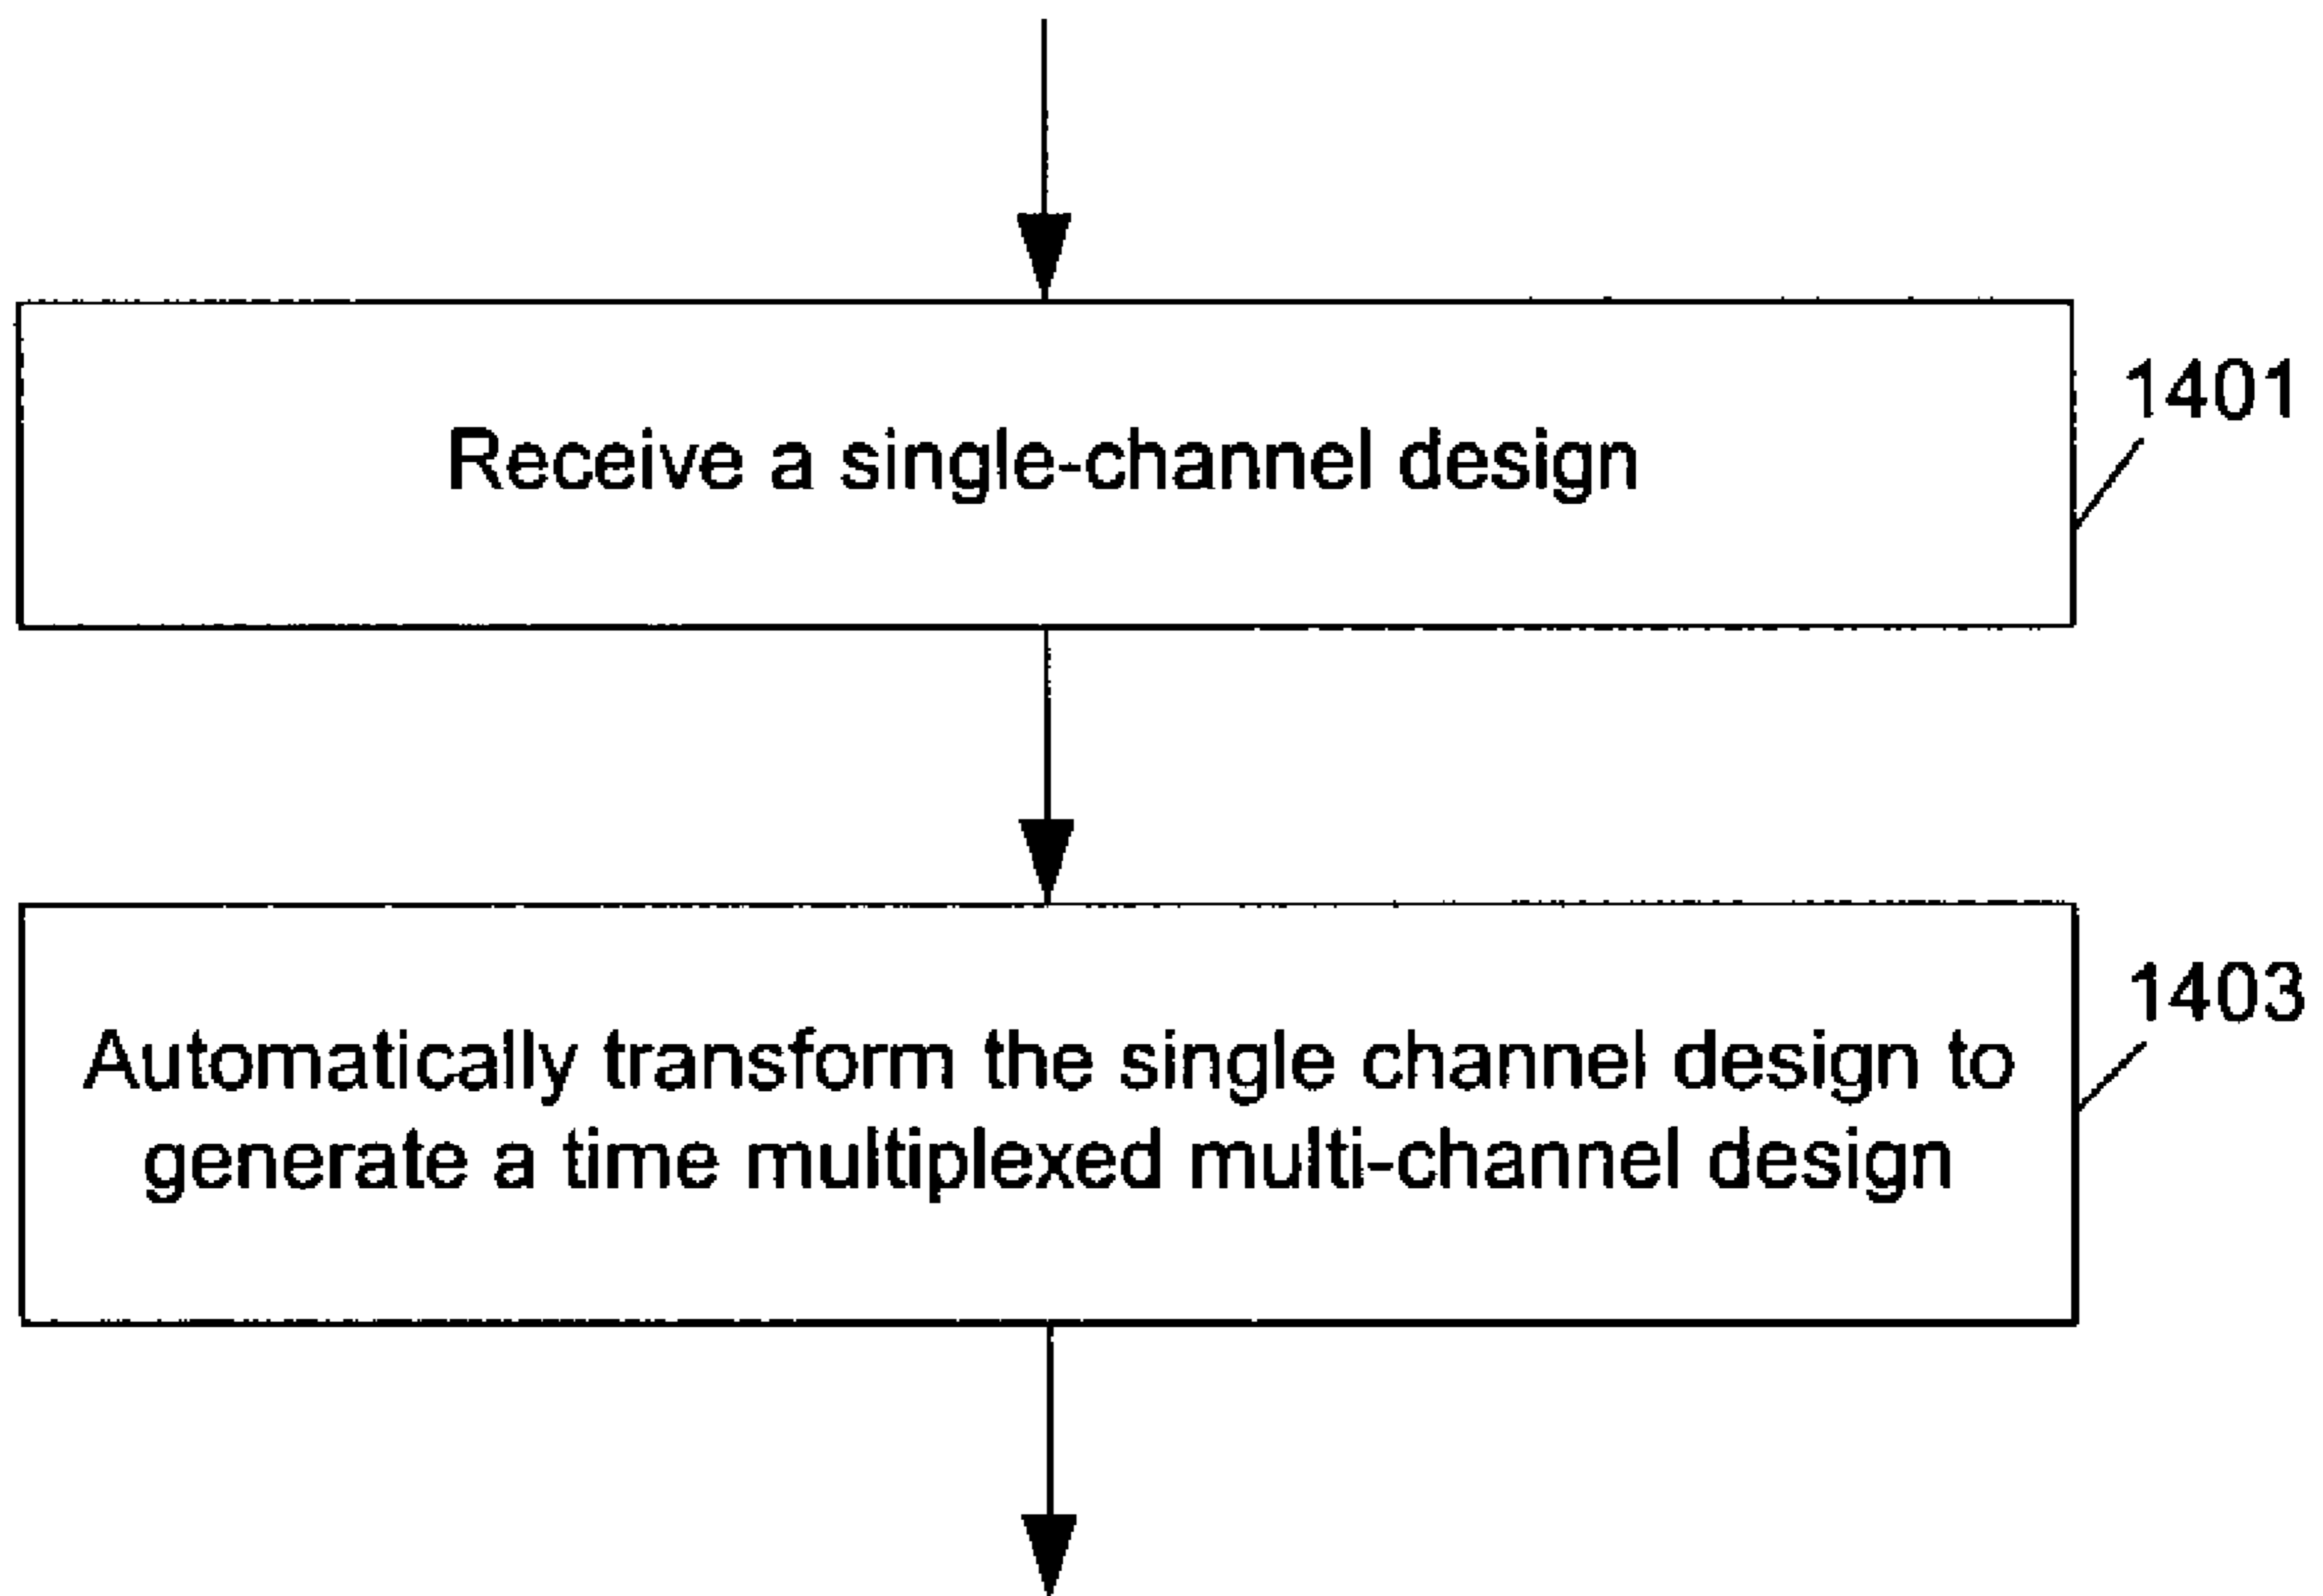 Receive a single-channel design
1401
Automatically transform the single channel design to
generate a time multiplexed multi-channel design
1403